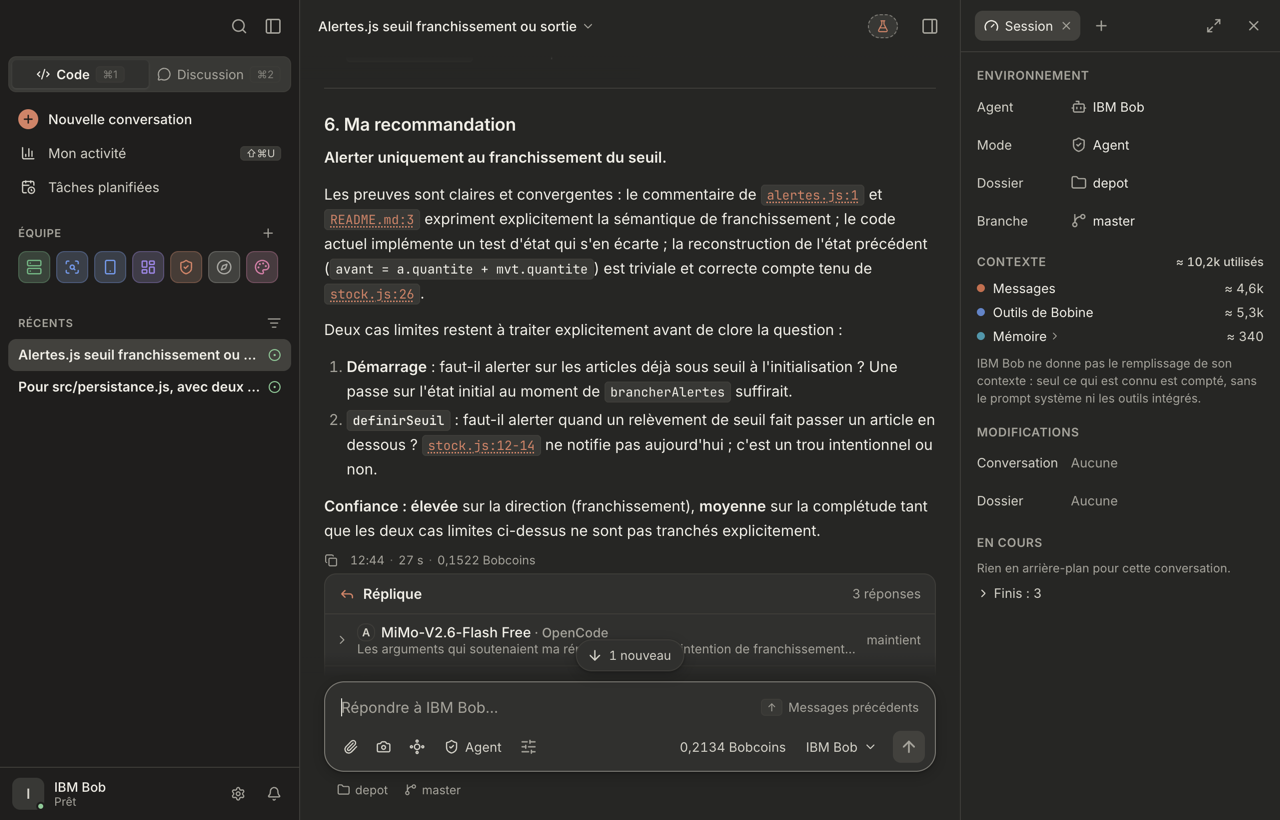 Code ⌘1
Discussion ⌘2
Nouvelle conversation
Mon activité ⇧⌘U
Tâches planifiées
ÉQUIPE
RÉCENTS
Alertes.js seuil franchissement ou ...
Pour src/persistance.js, avec deux ...
I
IBM Bob
Prêt
Alertes.js seuil franchissement ou sortie
6. Ma recommandation
Alerter uniquement au franchissement du seuil.
Les preuves sont claires et convergentes : le commentaire de alertes.js:1 et
README.md:3 expriment explicitement la sémantique de franchissement ; le code
actuel implémente un test d'état qui s'en écarte ; la reconstruction de l'état précédent
(avant = a.quantite + mvt.quantite) est triviale et correcte compte tenu de
stock.js:26.
Deux cas limites restent à traiter explicitement avant de clore la question :
1. Démarrage : faut-il alerter sur les articles déjà sous seuil à l'initialisation ? Une
passe sur l'état initial au moment de brancherAlertes suffirait.
2. definirSeuil : faut-il alerter quand un relèvement de seuil fait passer un article en
dessous ? stock.js:12-14 ne notifie pas aujourd'hui ; c'est un trou intentionnel ou
non.
Confiance : élevée sur la direction (franchissement), moyenne sur la complétude tant
que les deux cas limites ci-dessus ne sont pas tranchés explicitement.
12:44 · 27 s · 0,1522 Bobcoins
Réplique 3 réponses
A MiMo-V2.6-Flash Free · OpenCode
Les arguments qui soutenaient ma ntention de franchissement... maintient
1 nouveau
Répondre à IBM Bob... Messages précédents
Agent 0,2134 Bobcoins IBM Bob
depot master
Session
ENVIRONNEMENT
Agent IBM Bob
Mode Agent
Dossier depot
Branche master
CONTEXTE ≈ 10,2k utilisés
Messages ≈ 4,6k
Outils de Bobine ≈ 5,3k
Mémoire ≈ 340
IBM Bob ne donne pas le remplissage de son
contexte : seul ce qui est connu est compté, sans
le prompt système ni les outils intégrés.
MODIFICATIONS
Conversation Aucune
Dossier Aucune
EN COURS
Rien en arrière-plan pour cette conversation.
Finis : 3